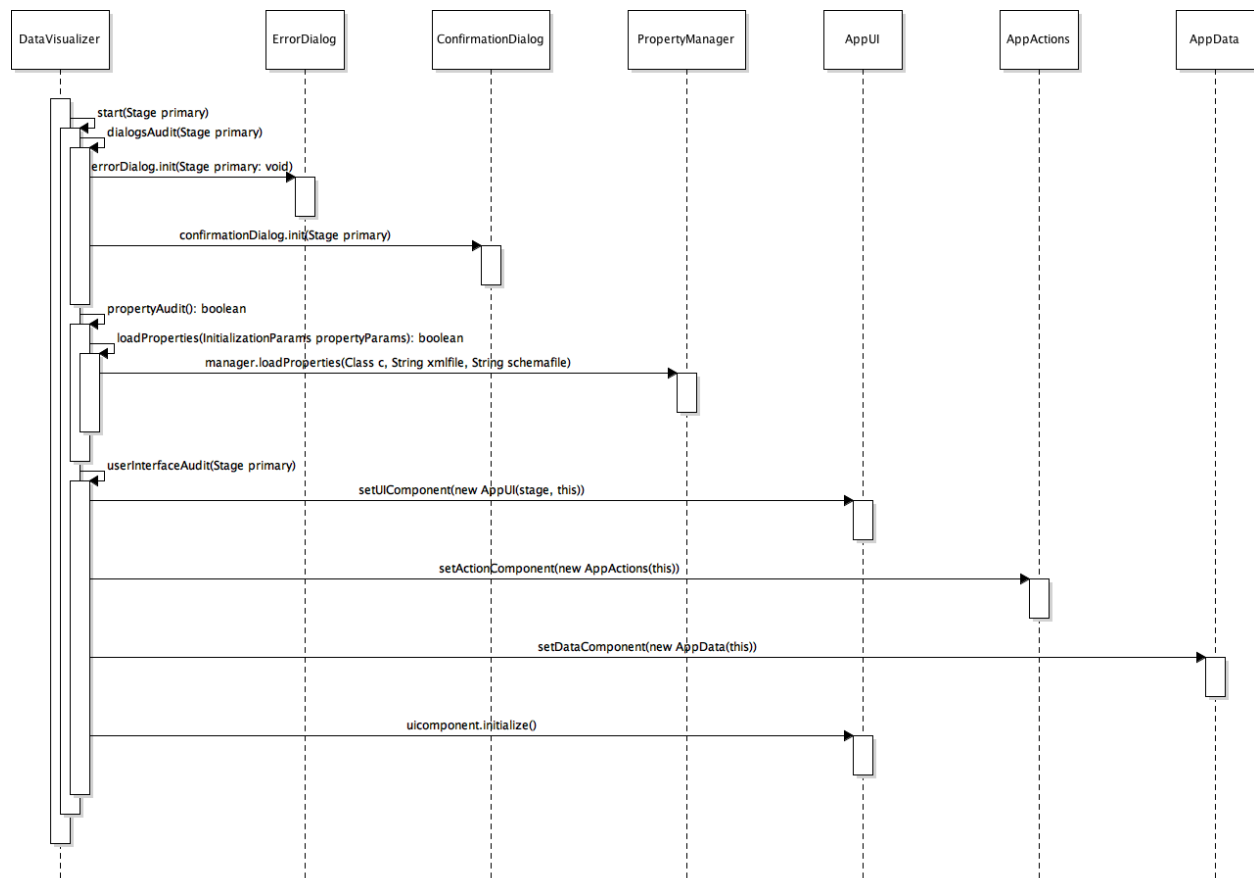 DataVisualizer
ErrorDialog
ConfirmationDialog
PropertyManager
AppUI
AppActions
AppData
start(Stage primary)
dialogsAudit(Stage primary)
errorDialog.init(Stage primary: void)
confirmationDialog.init(Stage primary)
propertyAudit(): boolean
loadProperties(InitializationParams propertyParams): boolean
manager.loadProperties(Class c, String xmlfile, String schemafile)
userInterfaceAudit(Stage primary)
setUIComponent(new AppUI(stage, this))
setActionComponent(new AppActions(this))
setDataComponent(new AppData(this))
uicomponent.initialize()